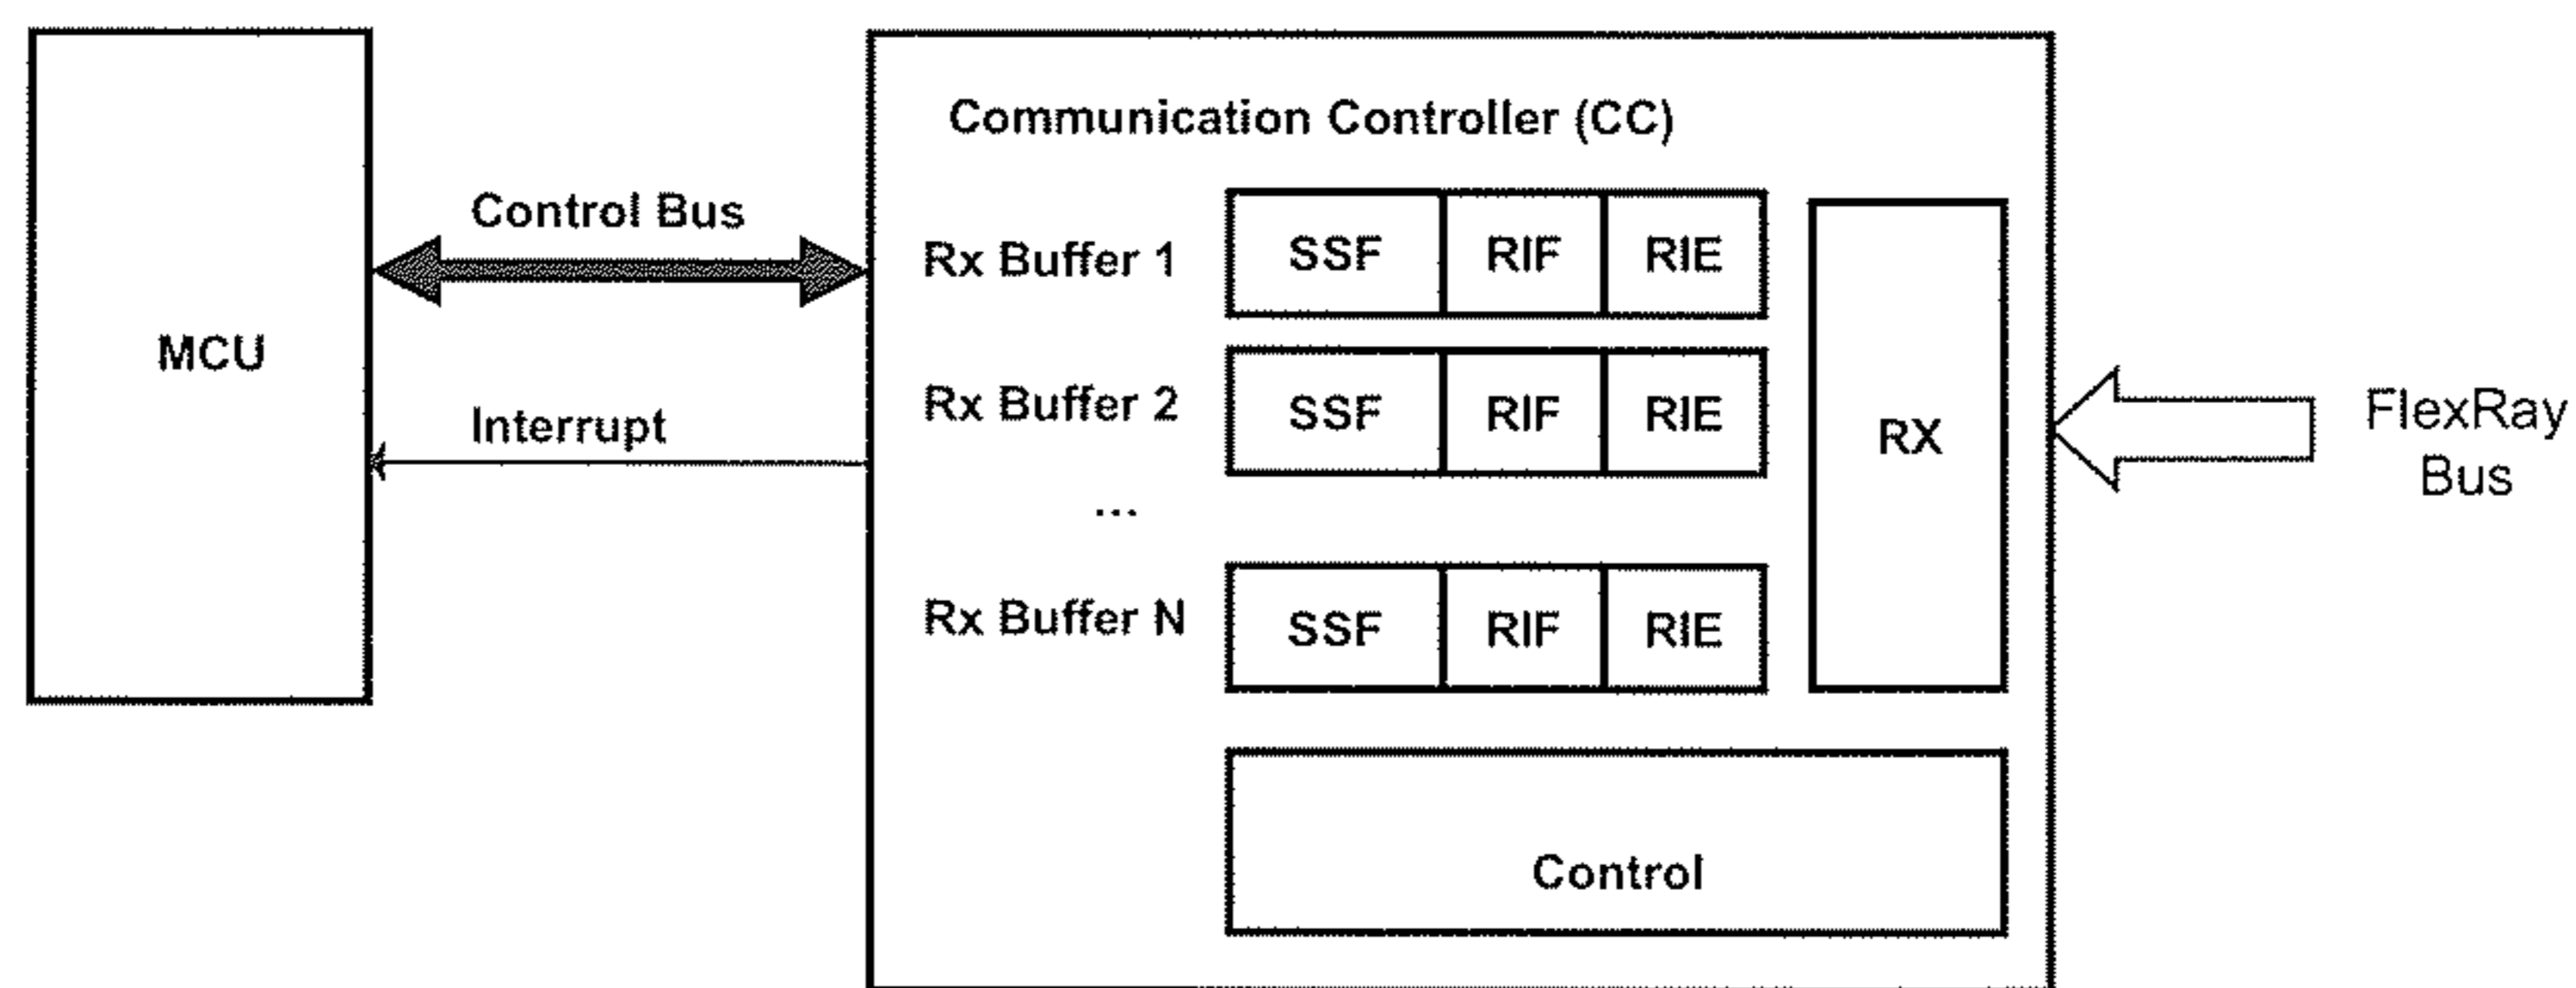 Communication Controller (CC)
Control Bus
Interrupt
MCU
Rx Buffer 1
SSF RIF RIE
Rx Buffer 2
SSF RIF RIE
...
Rx Buffer N
SSF RIF RIE
RX
Control
FlexRay
Bus